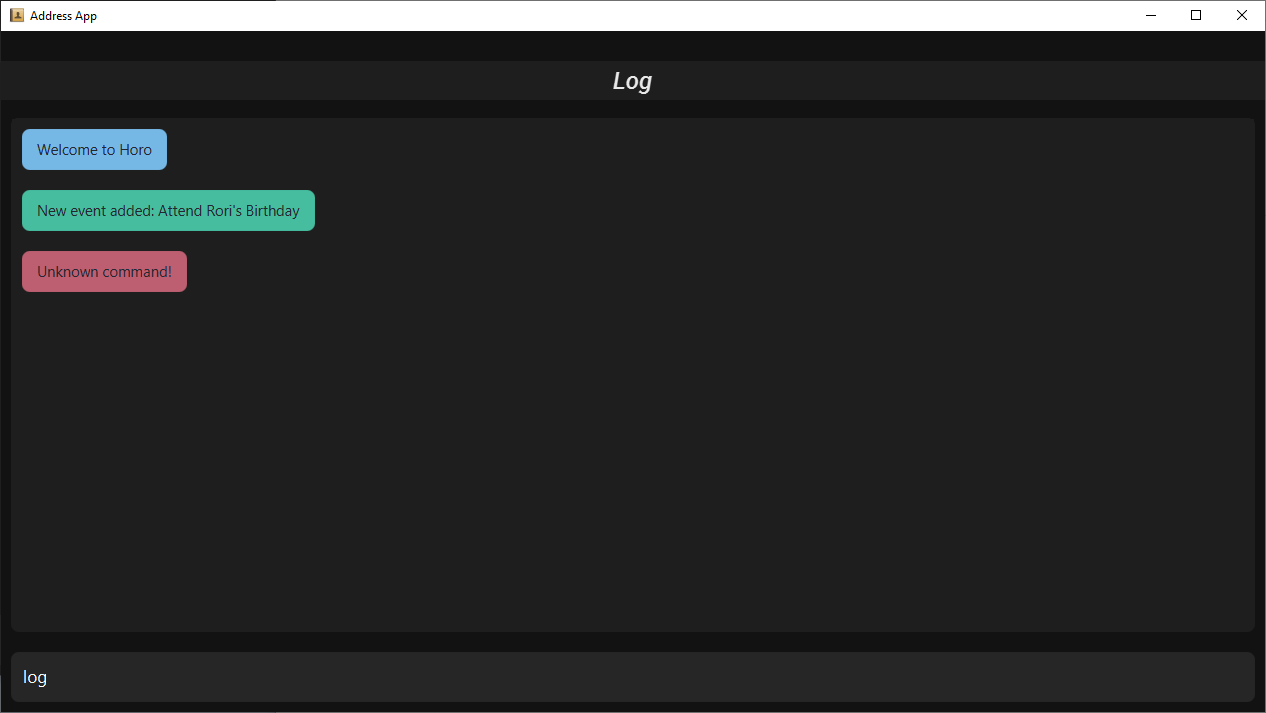 Address App
Log
Welcome to Horo
New event added: Attend Rori's Birthday
Unknown command!
log